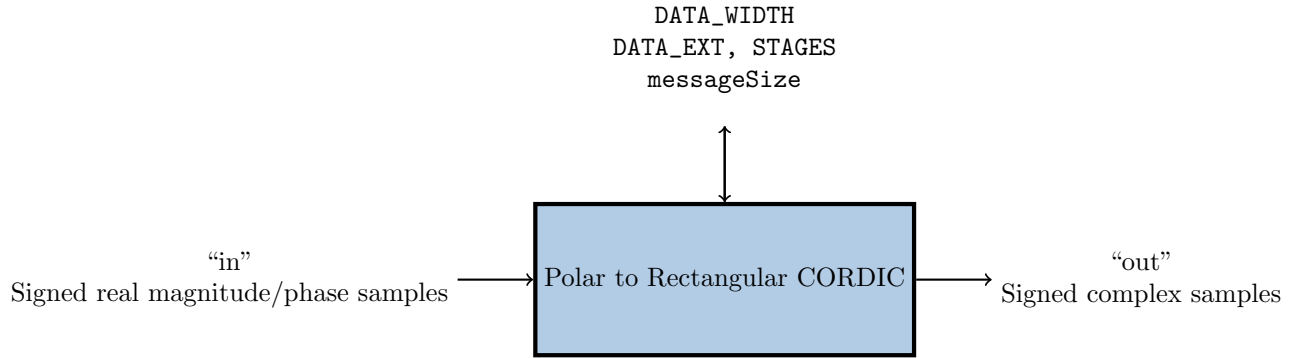 DATA_WIDTH
DATA_EXT, STAGES
messageSize
“in”
Signed real magnitude/phase samples
Polar to Rectangular CORDIC
“out”
Signed complex samples